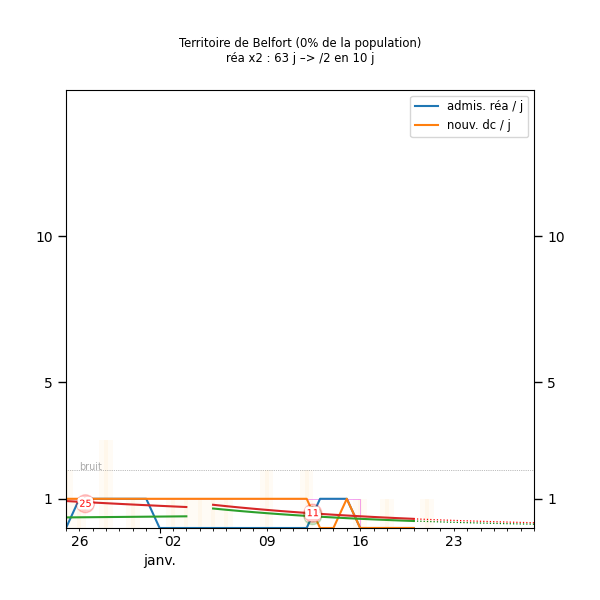 Territoire de Belfort (0% de la population)
réa x2 : 63 j –> /2 en 10 j
admis. réa / j
nouv. dc / j
10 10
5 5
bruit
1 1
25
11
26 02 09 16 23
janv.